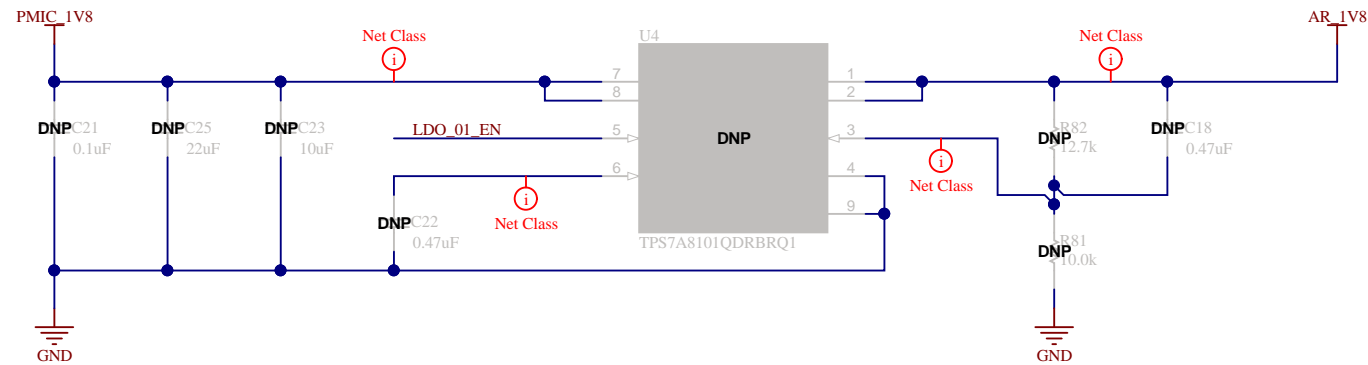 PMIC_1V8
AR_1V8
Net Class
i
U4
Net Class
i
7
8
1
2
DNP C21
0.1uF
DNP C25
22uF
DNP C23
10uF
LDO_01_EN
5
DNP
3
R82
DNP
12.7k
DNP C18
0.47uF
6
4
i
Net Class
i
Net Class
9
DNP C22
0.47uF
TPS7A8101QDRBRQ1
R81
DNP
10.0k
GND
GND